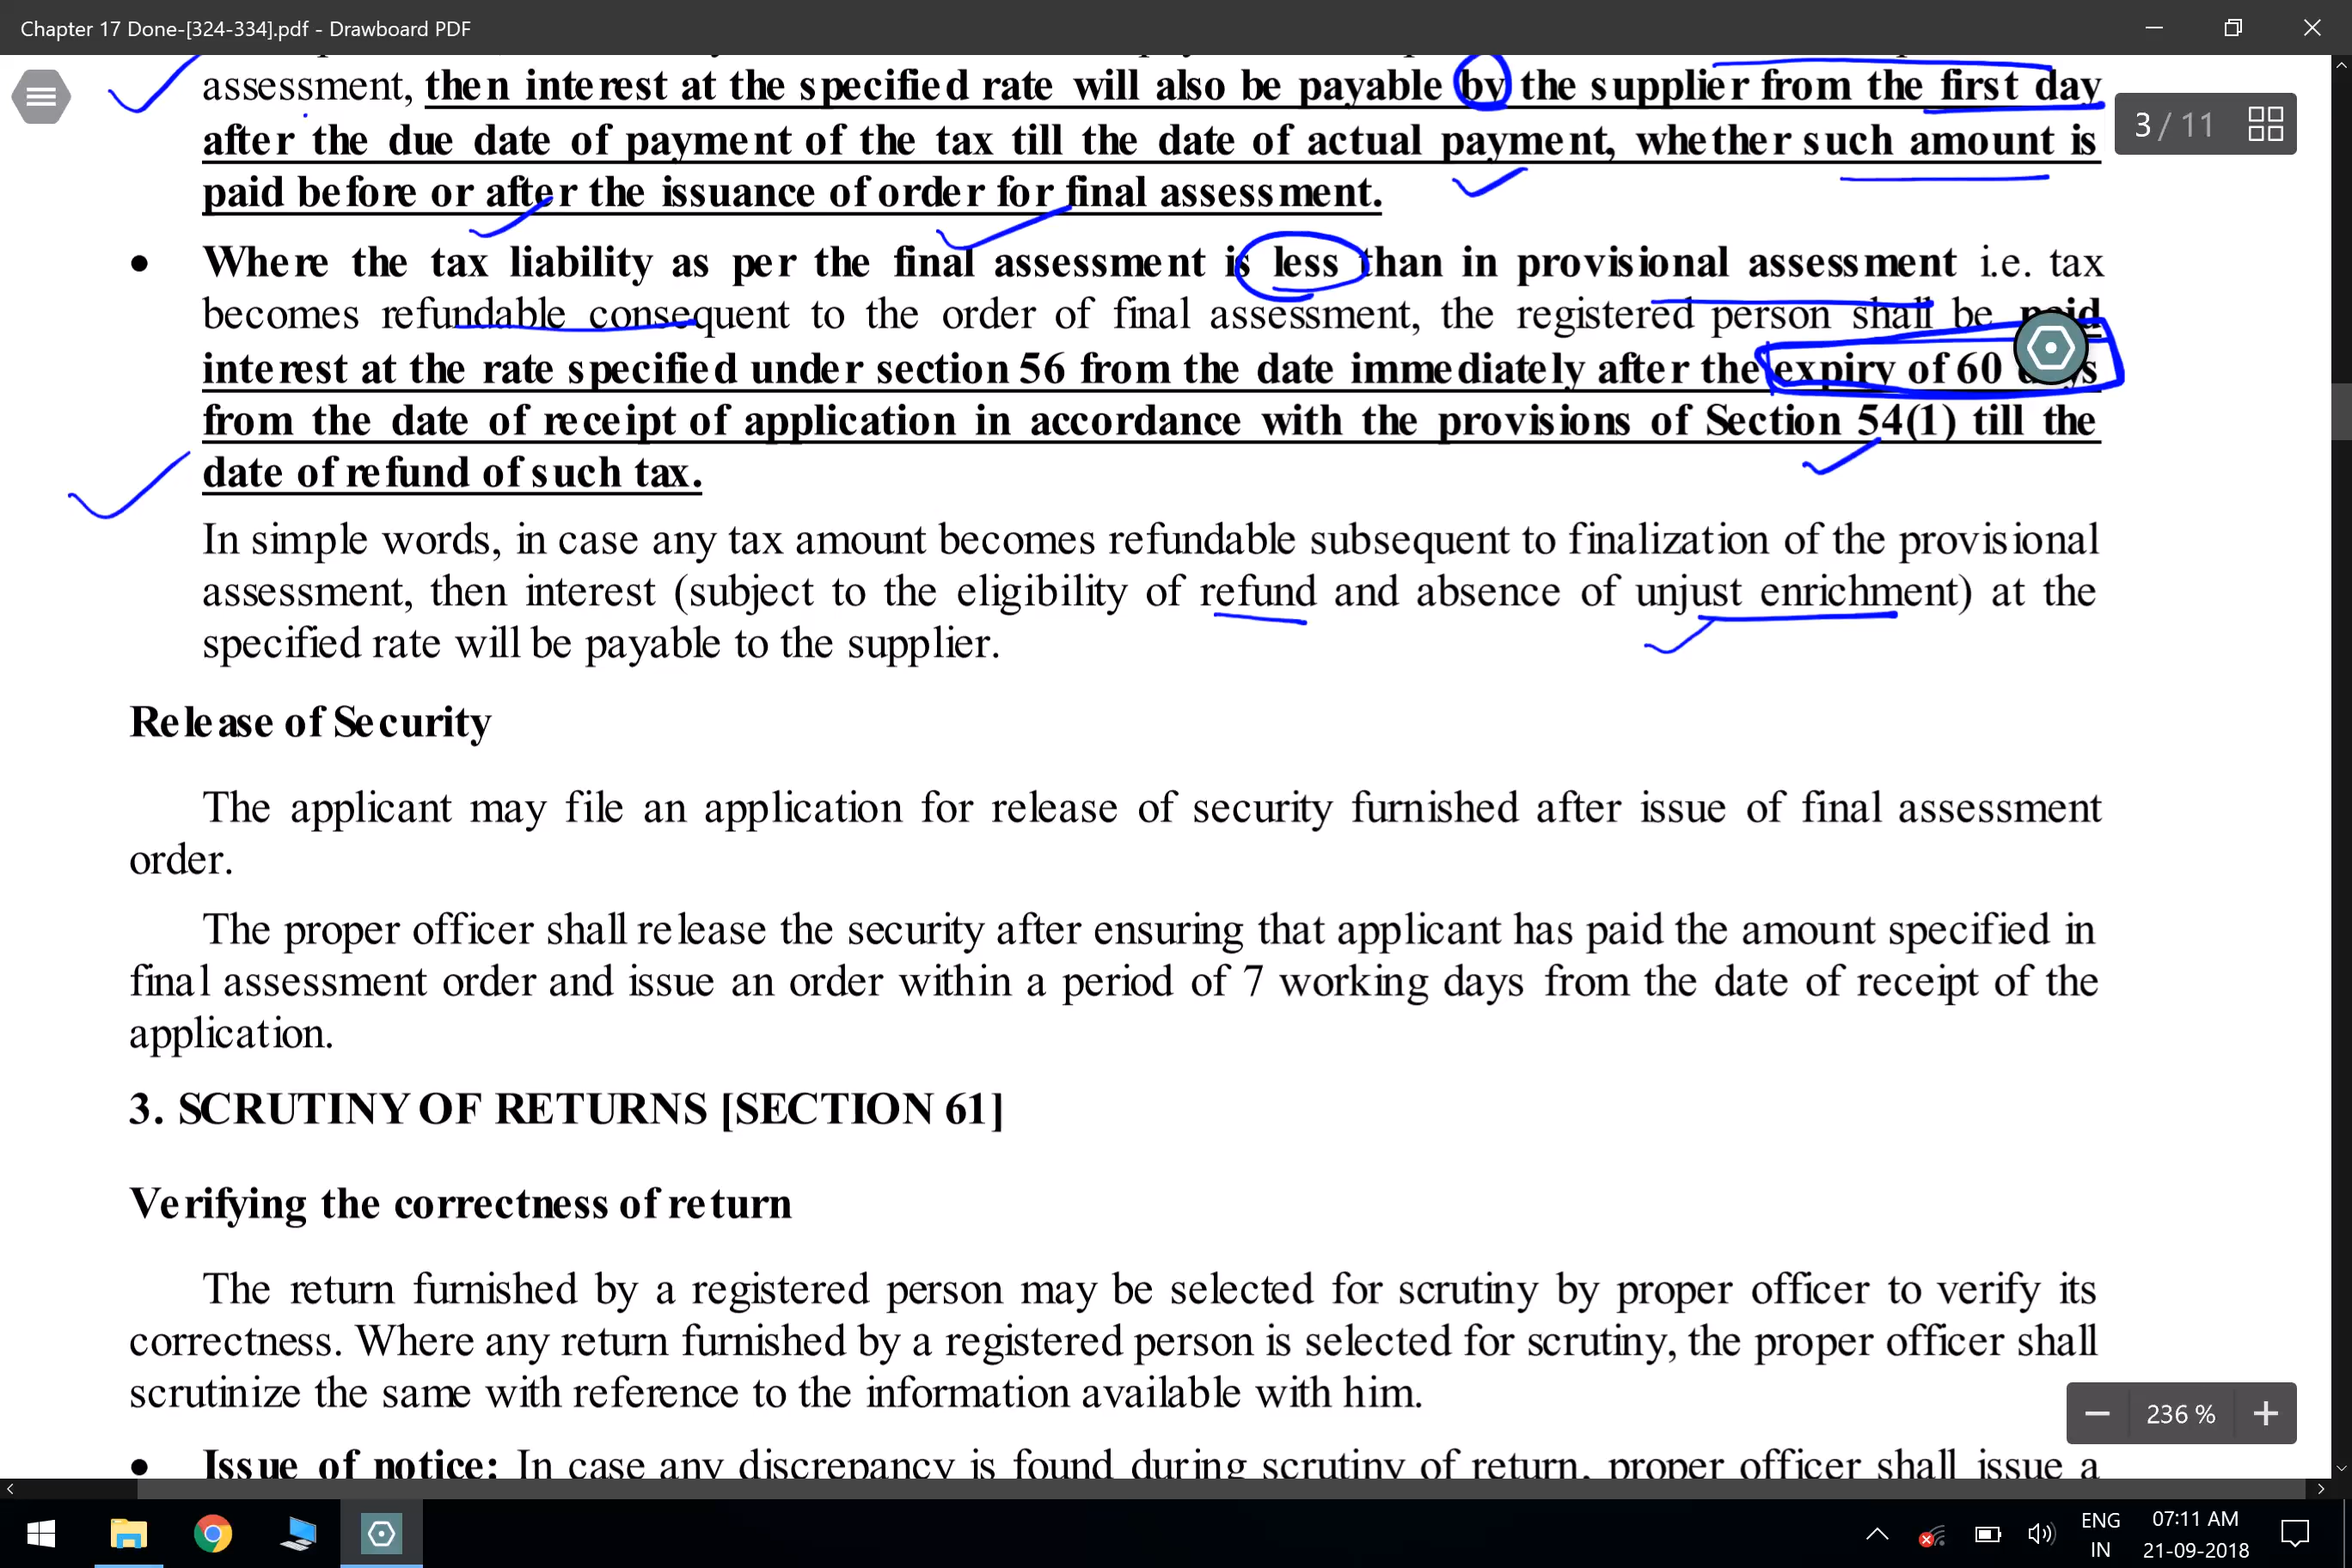 Chapter 17 Done-[324-334].pdf - Drawboard PDF
assessment, then interest at the specified rate will also be payable by the supplier from the first day
3 / 11
after the due date of payment of the tax till the date of actual payment, whether such amount is
paid before or after the issuance of order for final assessment.
• Where the tax liability as per the final assessment is less than in provisional assessment i.e. tax
becomes refundable consequent to the order of final assessment, the registered person shall be paid
interest at the rate specified under section 56 from the date immediately after the expiry of 60 days
from the date of receipt of application in accordance with the provisions of Section 54(1) till the
date of refund of such tax.
In simple words, in case any tax amount becomes refundable subsequent to finalization of the provisional
assessment, then interest (subject to the eligibility of refund and absence of unjust enrichment) at the
specified rate will be payable to the supplier.
Release of Security
The applicant may file an application for release of security furnished after issue of final assessment
order.
The proper officer shall release the security after ensuring that applicant has paid the amount specified in
final assessment order and issue an order within a period of 7 working days from the date of receipt of the
application.
3. SCRUTINY OF RETURNS [SECTION 61]
Verifying the correctness of return
The return furnished by a registered person may be selected for scrutiny by proper officer to verify its
correctness. Where any return furnished by a registered person is selected for scrutiny, the proper officer shall
scrutinize the same with reference to the information available with him.
236 %
• Issue of notice: In case any discrepancy is found during scrutiny of return, proper officer shall issue a
ENG
IN
07:11 AM
21-09-2018